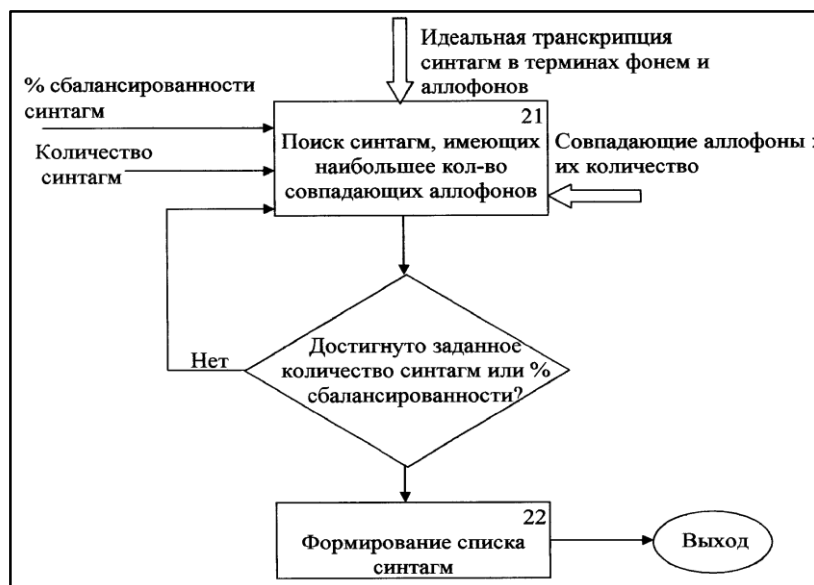 Идеальная транскрипция
синтагм в терминах фонем и
аллофонов
% сбалансированности
синтагм
Количество
синтагм
21
Поиск синтагм, имеющих
наибольшее кол-во
совпадающих аллофонов
Совпадающие аллофоны
их количество
Нет
Достигнуто заданное
количество синтагм или %
сбалансированности?
22
Формирование списка
синтагм
Выход